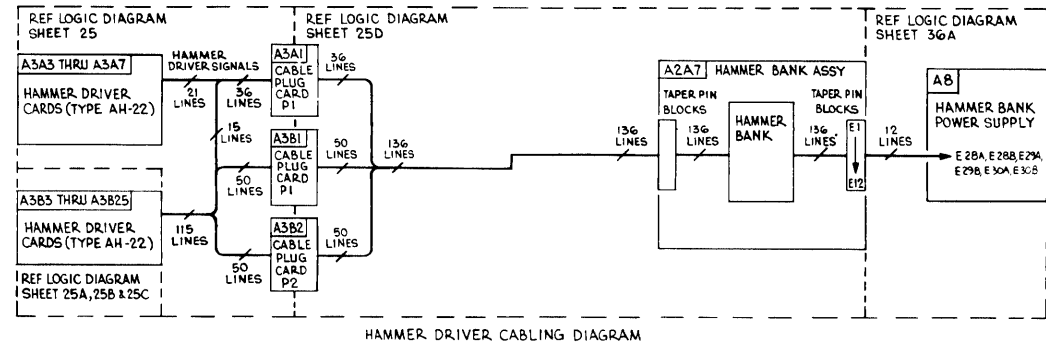 REF LOGIC DIAGRAM
SHEET 25
A3A3 THRU A3A7
HAMMER DRIVER
CARDS (TYPE AH-22)
HAMMER
DRIVER SIGNALS
21
LINES
36
LINES
15
LINES
A3B3 THRU A3B25
HAMMER DRIVER
CARDS (TYPE AH-22)
115
LINES
50
LINES
50
LINES
REF LOGIC DIAGRAM
SHEET 25A, 25B & 25C
REF LOGIC DIAGRAM
SHEET 25D
A3A1
CABLE
PLUG
CARD
P1
36
LINES
A3B1
CABLE
PLUG
CARD
P1
50
LINES
136
LINES
A3B2
CABLE
PLUG
CARD
P2
50
LINES
136
LINES
A2A7
HAMMER BANK ASSY
TAPER PIN
BLOCKS
136
LINES
HAMMER
BANK
136
LINES
TAPER PIN
BLOCKS
E1
E12
12
LINES
REF LOGIC DIAGRAM
SHEET 36A
A8
HAMMER BANK
POWER SUPPLY
E28A, E28B, E29A,
E29B, E30A, E30B
HAMMER DRIVER CABLING DIAGRAM